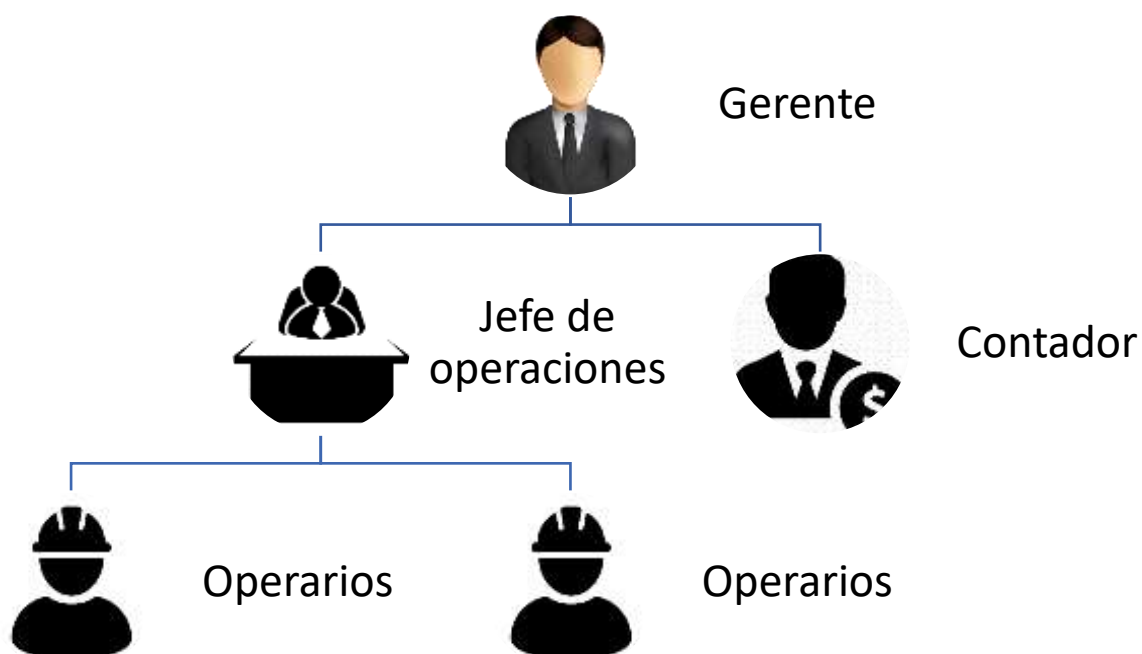 Gerente
Jefe de
operaciones
Contador
$
Operarios
Operarios